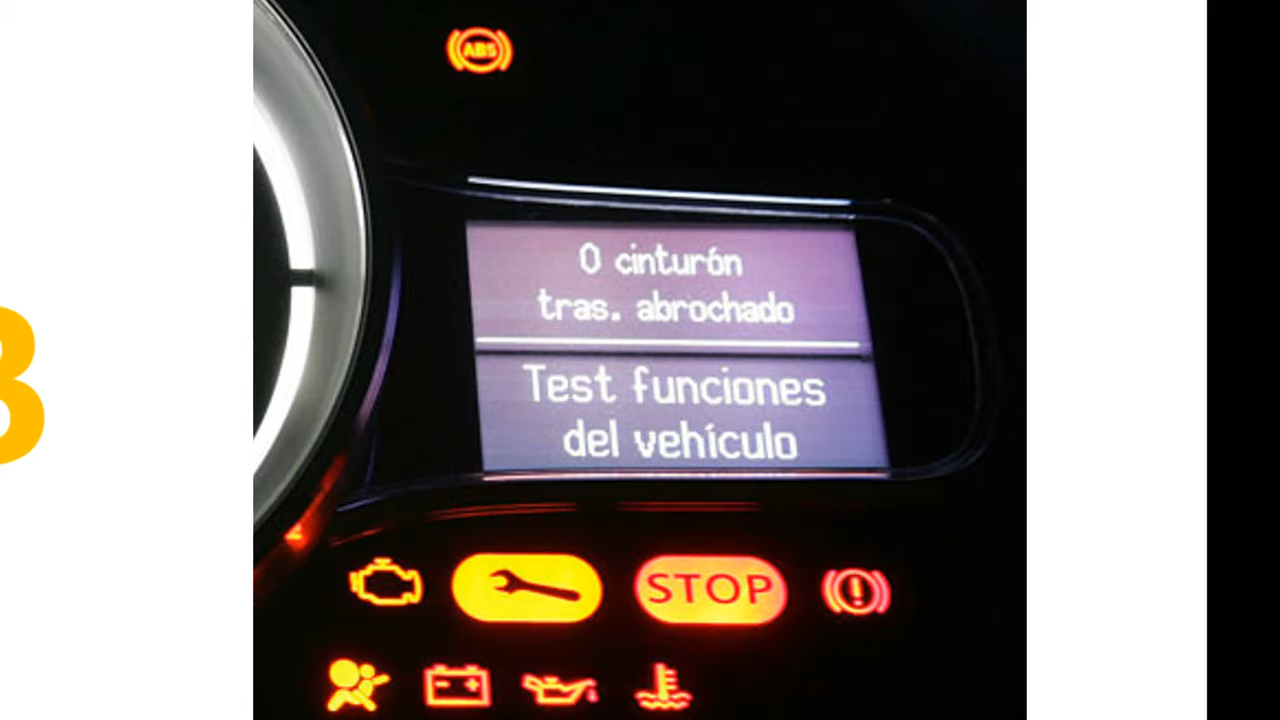 ABS
0 cinturón
tras. abrochado
Test funciones
del vehículo
STOP